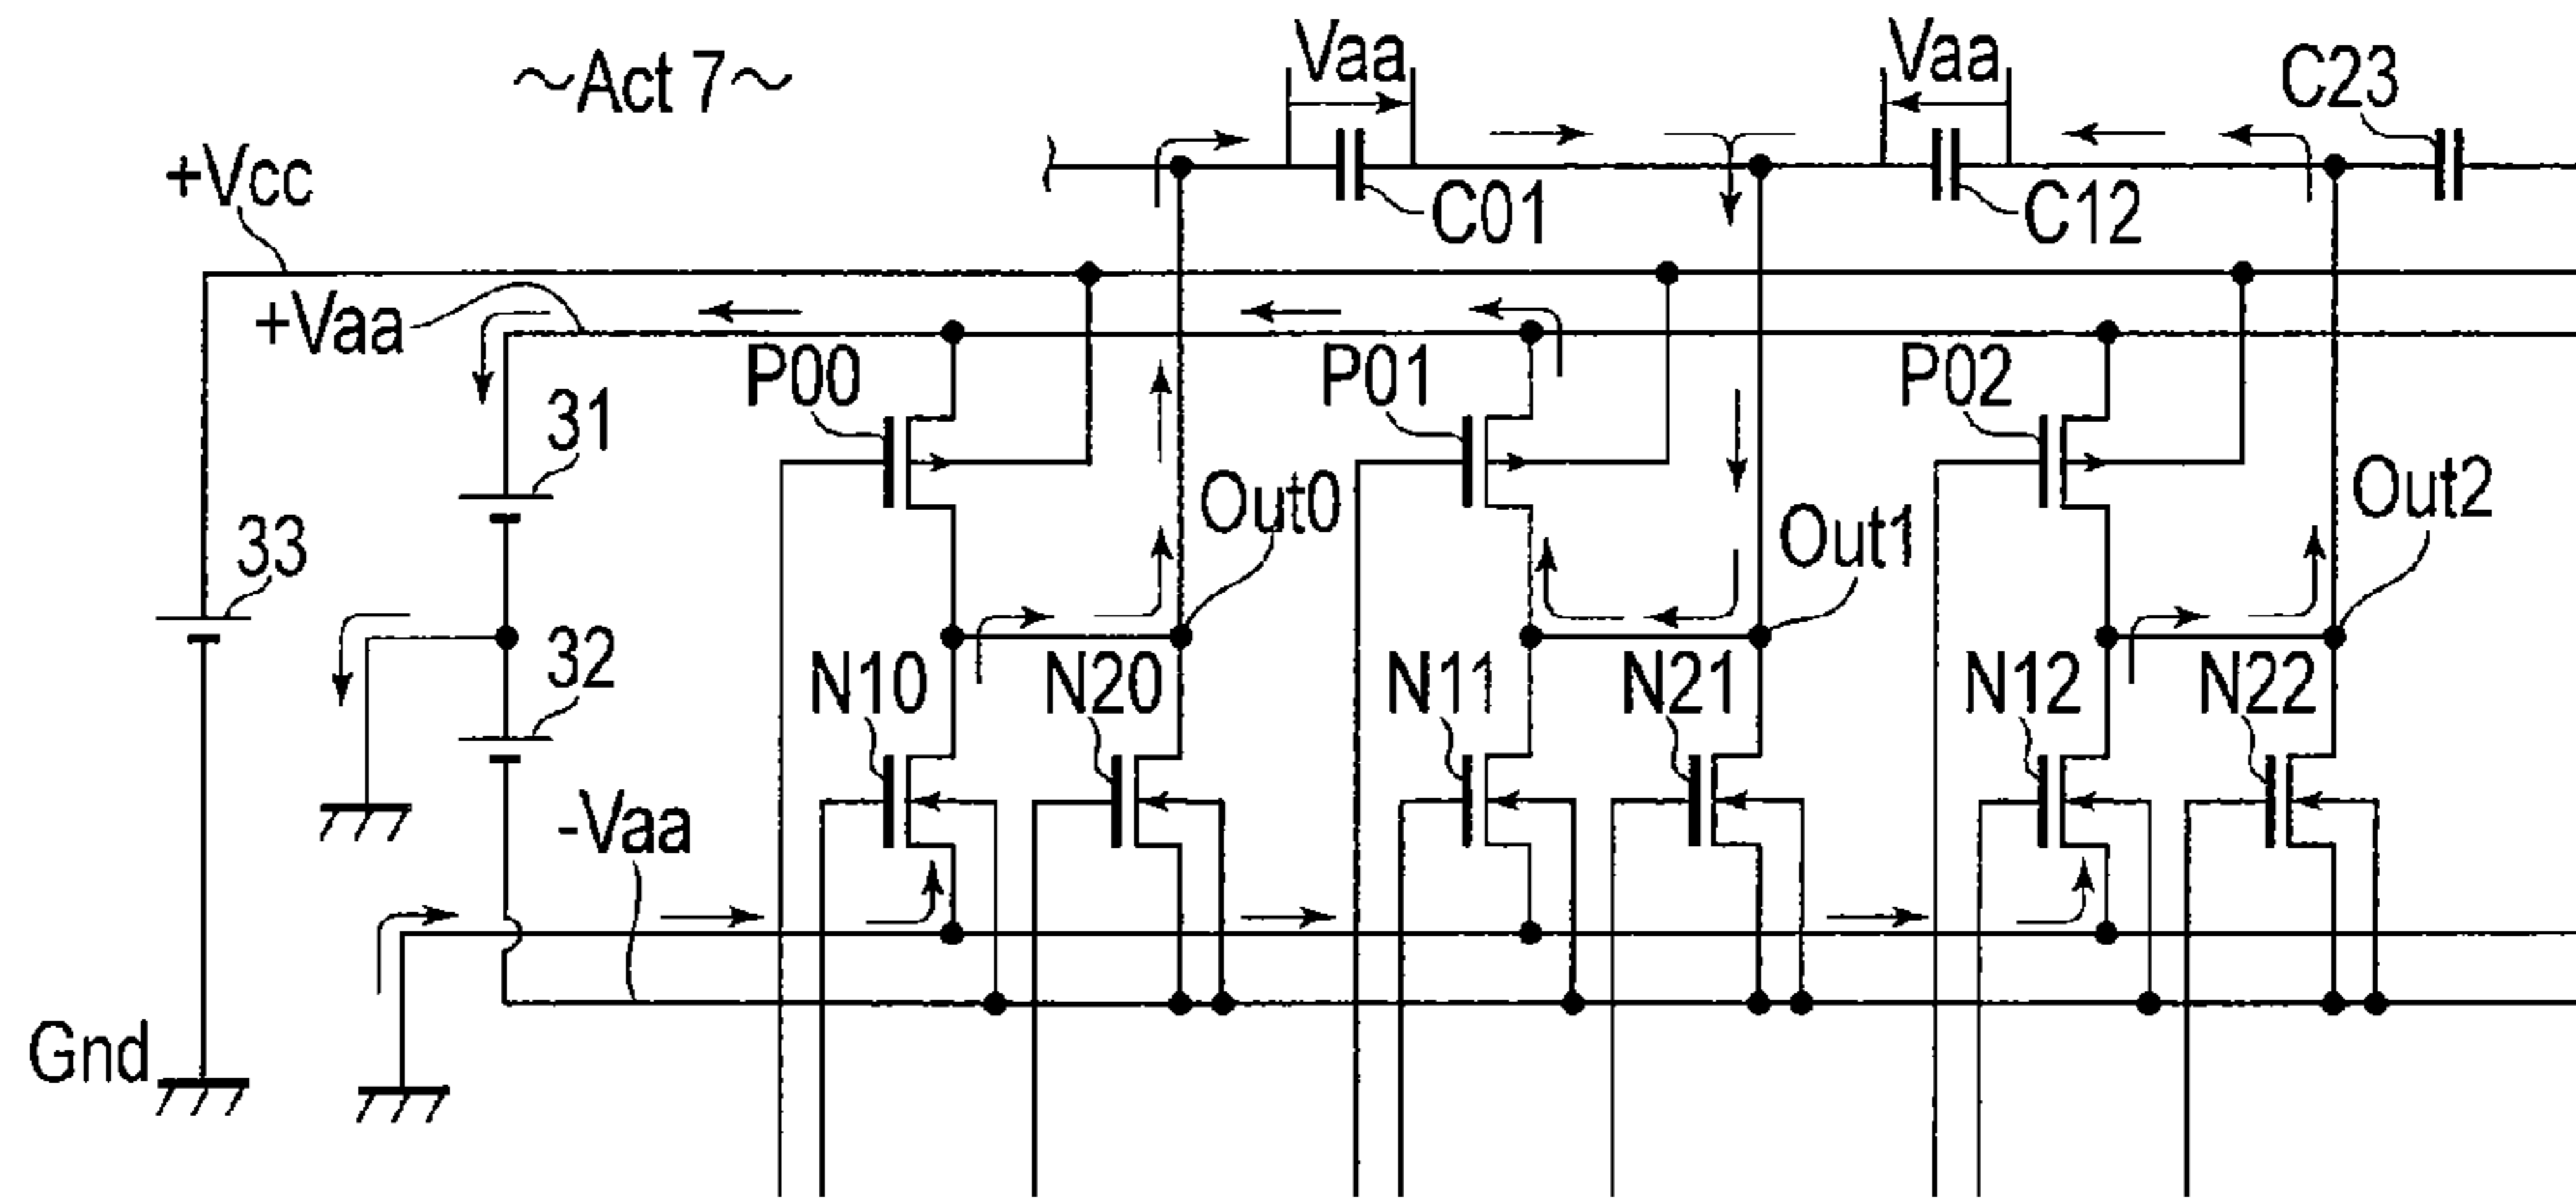 ~Act 7~
Vaa
Vaa
C23
+Vcc
C01
C12
+Vaa
P00
P01
P02
31
33
Out0
Out1
Out2
32
N10
N20
N11
N21
N12
N22
-Vaa
Gnd